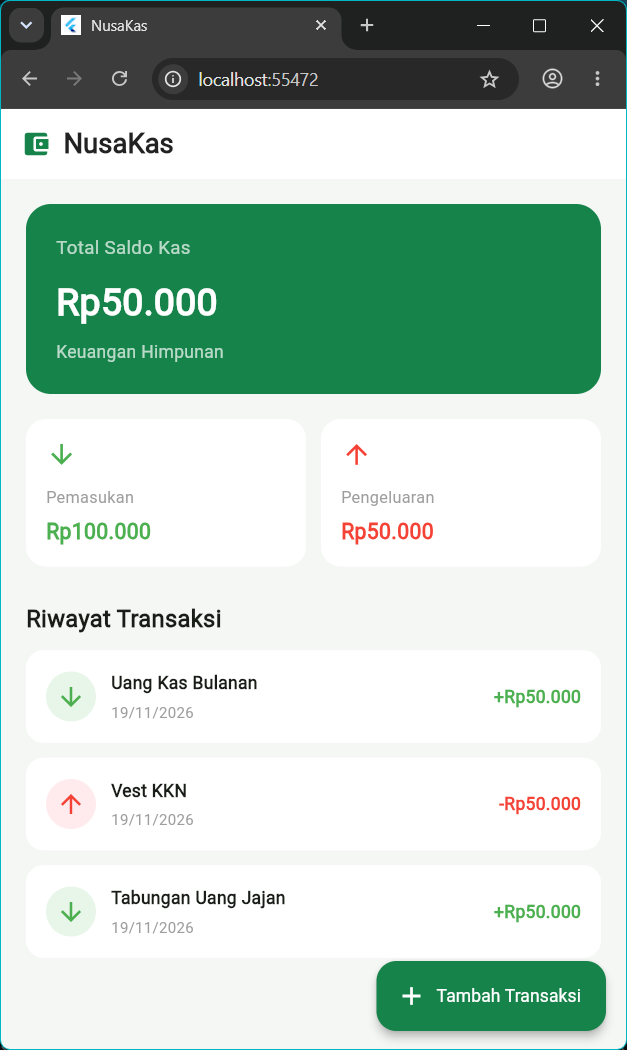 NusaKas
localhost:55472
NusaKas
Total Saldo Kas
Rp50.000
Keuangan Himpunan
Pemasukan
Rp100.000
Pengeluaran
Rp50.000
Riwayat Transaksi
Uang Kas Bulanan
19/11/2026
+Rp50.000
Vest KKN
19/11/2026
-Rp50.000
Tabungan Uang Jajan
19/11/2026
+Rp50.000
Tambah Transaksi